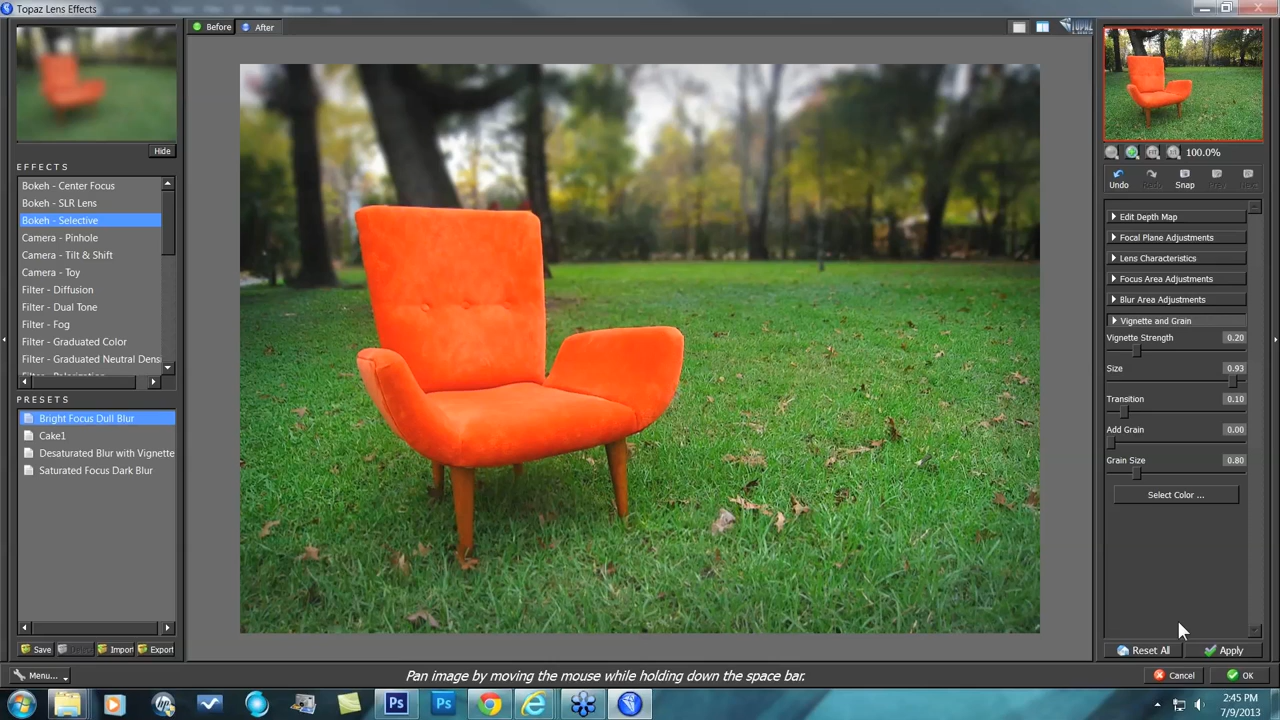 Topaz Lens Effects
Before
After
TOPAZ
Hide
EFFECTS
Bokeh - Center Focus
Bokeh - SLR Lens
Bokeh - Selective
Camera - Pinhole
Camera - Tilt & Shift
Camera - Toy
Filter - Diffusion
Filter - Dual Tone
Filter - Fog
Filter - Graduated Color
Filter - Graduated Neutral Dens
PRESETS
Bright Focus Dull Blur
Cake1
Desaturated Blur with Vignette
Saturated Focus Dark Blur
Save
Import
Export
Menu...
100.0%
Undo
Redo
Snap
Edit Depth Map
Focal Plane Adjustments
Lens Characteristics
Focus Area Adjustments
Blur Area Adjustments
Vignette and Grain
Vignette Strength 0.20
Size 0.93
Transition 0.10
Add Grain 0.00
Grain Size 0.80
Select Color ...
Reset All
Apply
Pan image by moving the mouse while holding down the space bar.
Cancel
OK
Ps
Ps
2:45 PM
7/9/2013